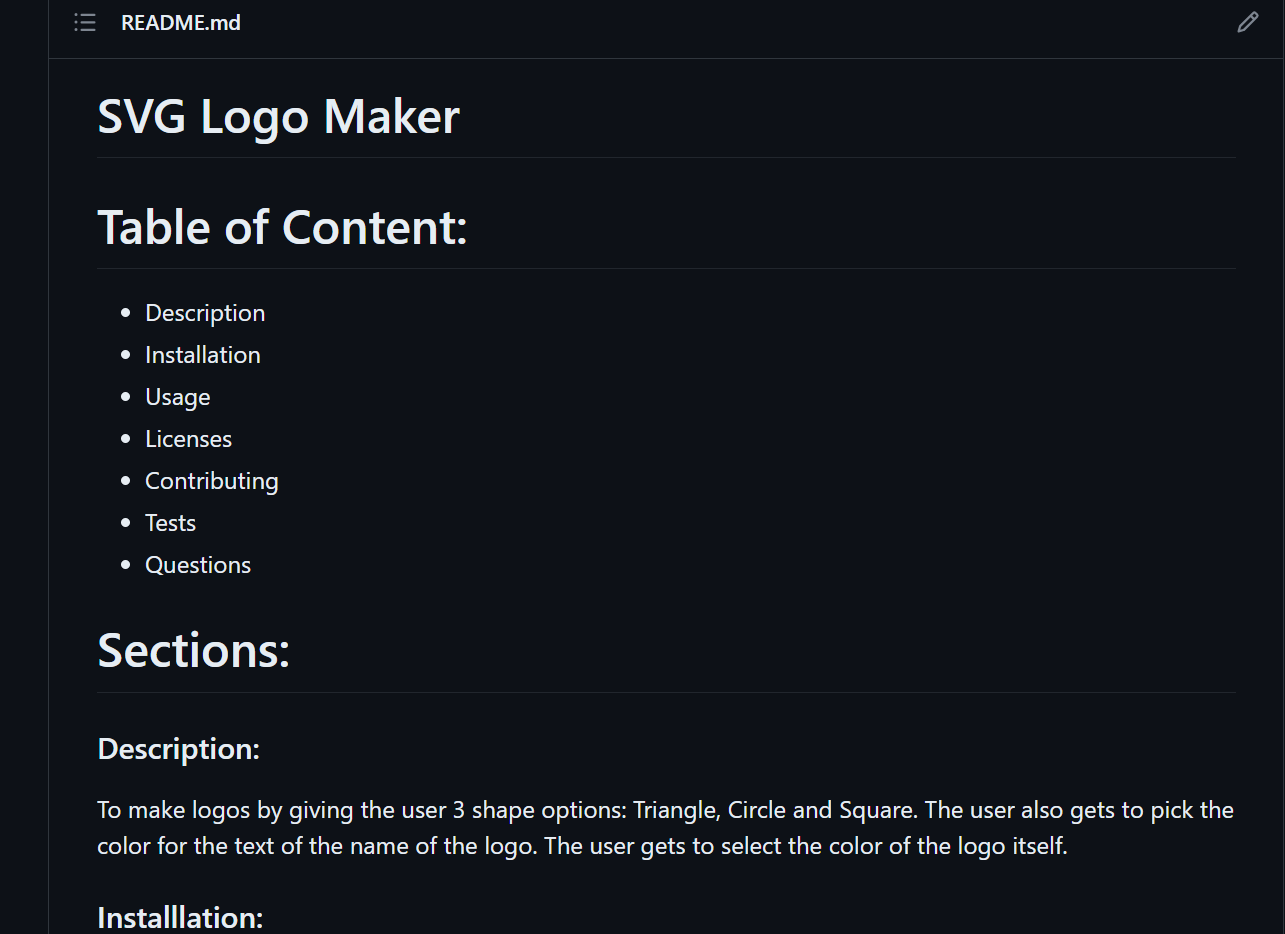 README.md
SVG Logo Maker
Table of Content:
Description
Installation
Usage
Licenses
Contributing
Tests
Questions
Sections:
Description:
To make logos by giving the user 3 shape options: Triangle, Circle and Square. The user also gets to pick the
color for the text of the name of the logo. The user gets to select the color of the logo itself.
Installlation: